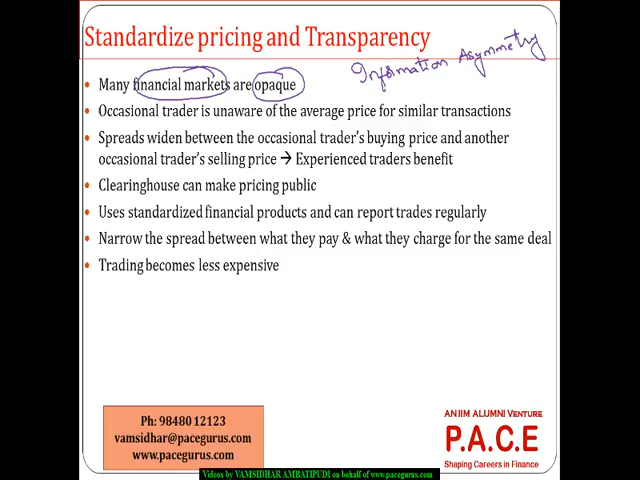 Standardize pricing and Transparency
Information Asymmetry
• Many financial markets are opaque
• Occasional trader is unaware of the average price for similar transactions
• Spreads widen between the occasional trader's buying price and another
occasional trader's selling price → Experienced traders benefit
• Clearinghouse can make pricing public
• Uses standardized financial products and can report trades regularly
• Narrow the spread between what they pay & what they charge for the same deal
• Trading becomes less expensive
Ph: 98480 12123
vamsidhar@pacegurus.com
www.pacegurus.com
AN IIM ALUMNI VENTURE
P.A.C.E
Shaping Careers in Finance
Videos by VAMSIDHAR AMBATIPUDI on behalf of www.pacegurus.com